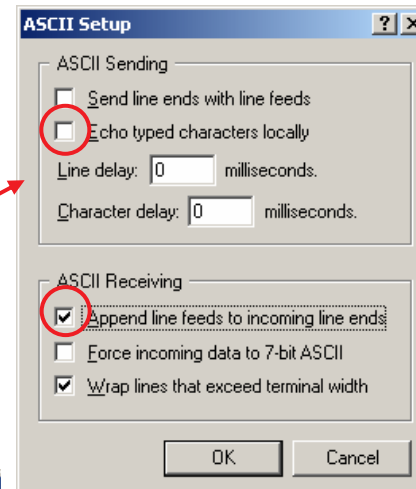 ASCII Setup
ASCII Sending
Send line ends with line feeds
Echo typed characters locally
Line delay: 0 milliseconds.
Character delay: 0 milliseconds.
ASCII Receiving
Append line feeds to incoming line ends
Force incoming data to 7-bit ASCII
Wrap lines that exceed terminal width
OK Cancel